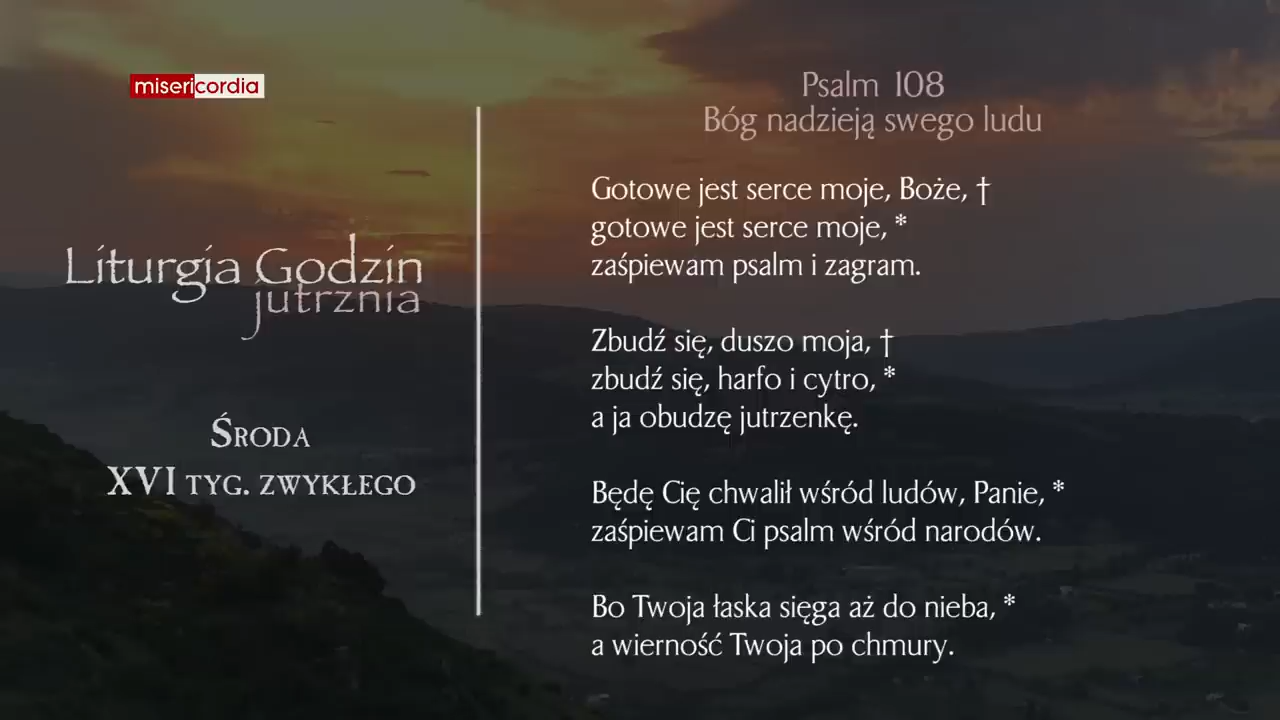 misericordia
Liturgia Godzin
jutrznia
Środa
XVI tyg. zwykłego
Psalm 108
Bóg nadzieją swego ludu
Gotowe jest serce moje, Boże, †
gotowe jest serce moje, *
zaśpiewam psalm i zagram.
Zbudź się, duszo moja, †
zbudź się, harfo i cytro, *
a ja obudzę jutrzenkę.
Będę Cię chwalił wśród ludów, Panie, *
zaśpiewam Ci psalm wśród narodów.
Bo Twoja łaska sięga aż do nieba, *
a wierność Twoja po chmury.